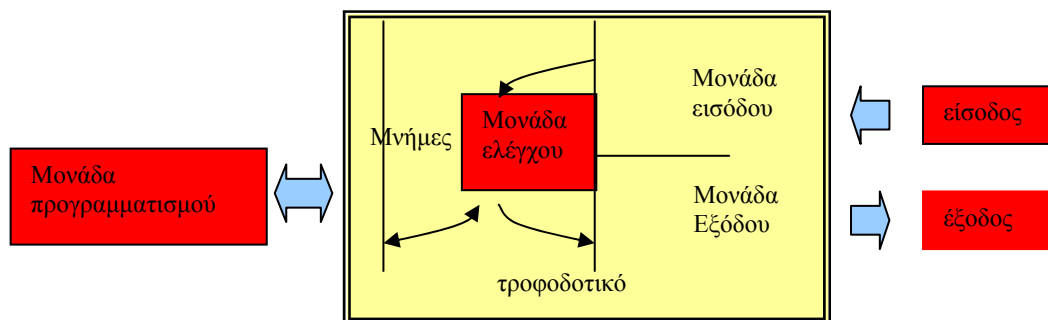 Μονάδα
προγραμματισμού
Μνήμες
Μονάδα
ελέγχου
Μονάδα
εισόδου
Μονάδα
Εξόδου
τροφοδοτικό
είσοδος
έξοδος